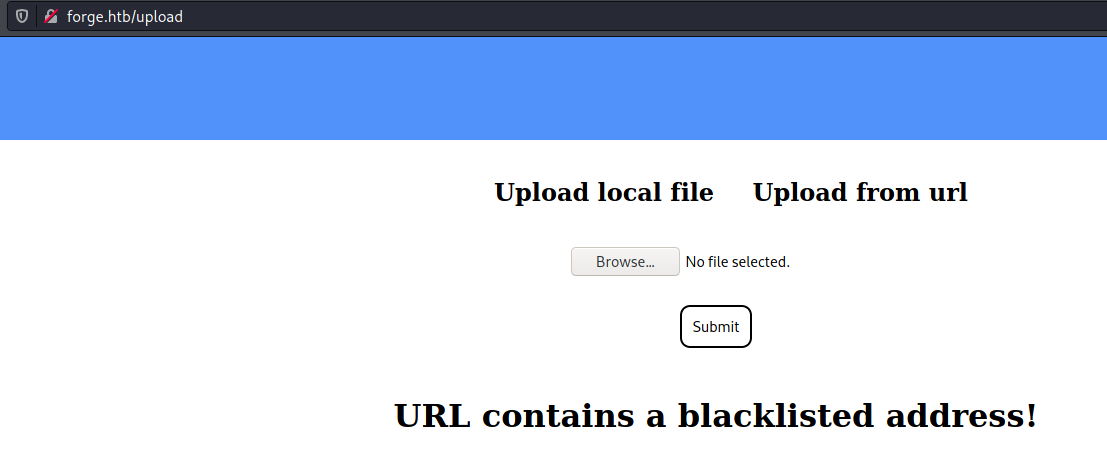 forge.htb/upload
Upload local file Upload from url
Browse... No file selected.
Submit
URL contains a blacklisted address!